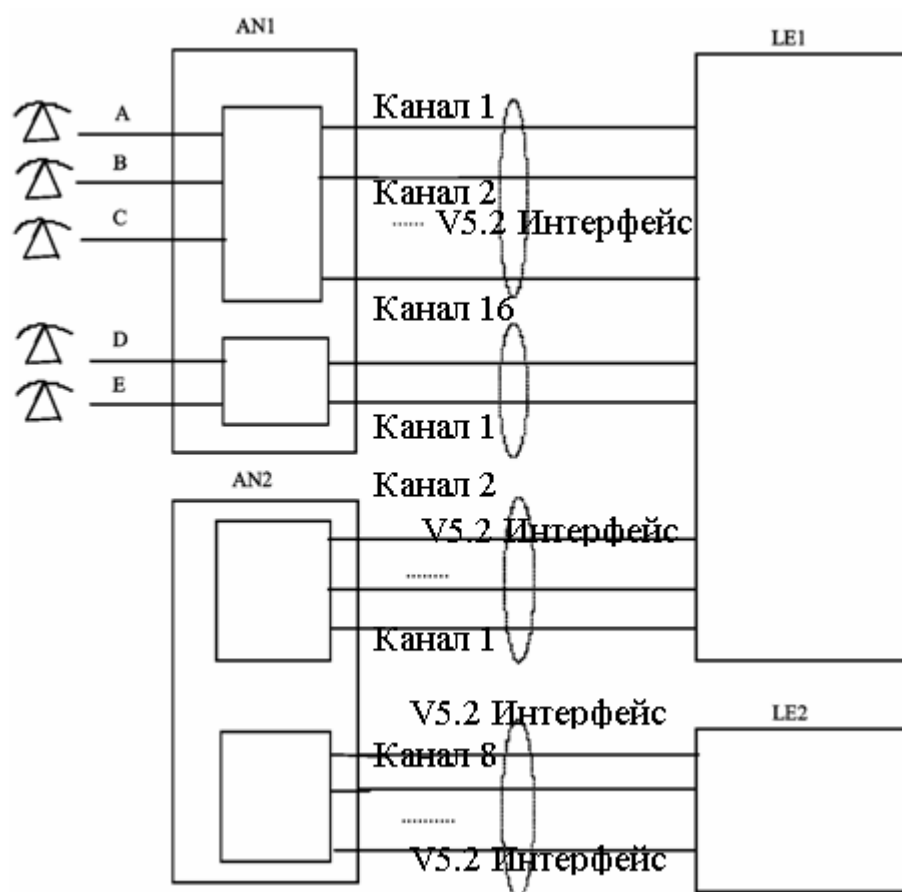 AN1
LE1
A
Канал 1
B
Канал 2
C
...... V5.2 Интерфейс
Канал 16
D
E
Канал 1
AN2
Канал 2
V5.2 Интерфейс
........
Канал 1
V5.2 Интерфейс
LE2
Канал 8
..........
V5.2 Интерфейс